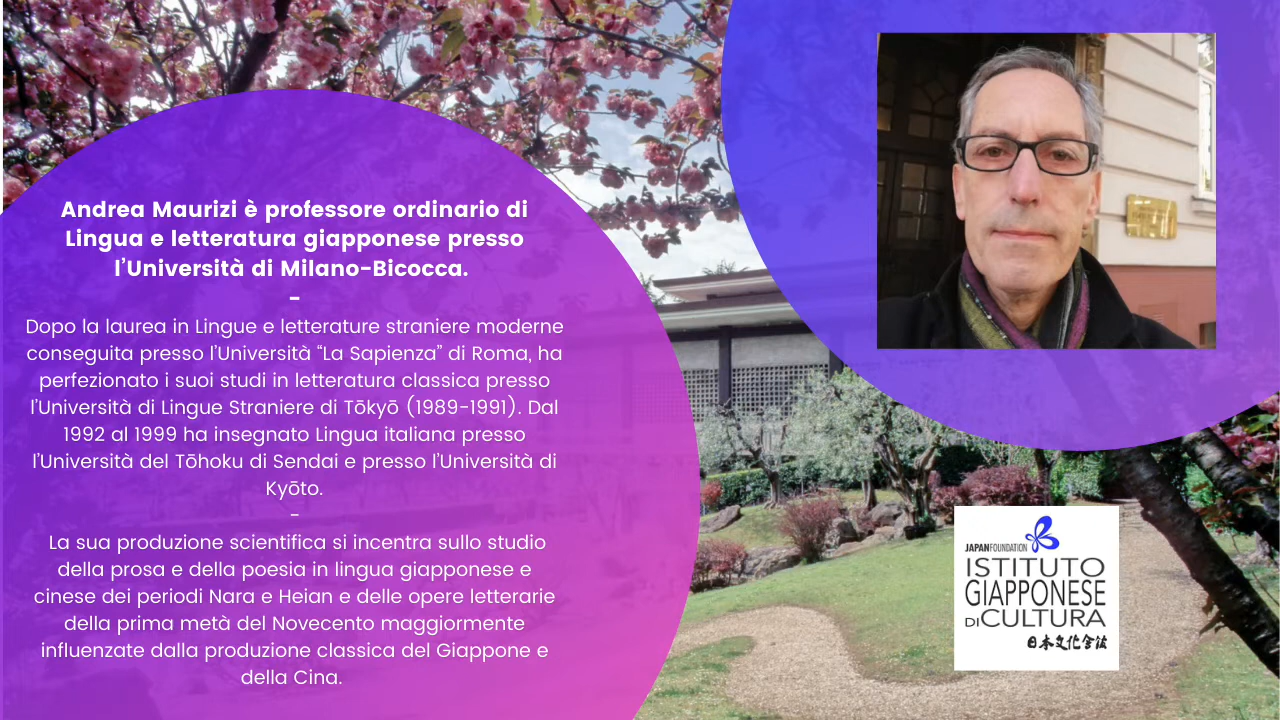 Andrea Maurizi è professore ordinario di
Lingua e letteratura giapponese presso
l'Università di Milano-Bicocca.
-
Dopo la laurea in Lingue e letterature straniere moderne
conseguita presso l'Università “La Sapienza” di Roma, ha
perfezionato i suoi studi in letteratura classica presso
l'Università di Lingue Straniere di Tōkyō (1989-1991). Dal
1992 al 1999 ha insegnato Lingua italiana presso
l'Università del Tōhoku di Sendai e presso l'Università di
Kyōto.
-
La sua produzione scientifica si incentra sullo studio
della prosa e della poesia in lingua giapponese e
cinese dei periodi Nara e Heian e delle opere letterarie
della prima metà del Novecento maggiormente
influenzate dalla produzione classica del Giappone e
della Cina.
JAPANFOUNDATION
ISTITUTO
GIAPPONESE
DI CULTURA
日本文化会館